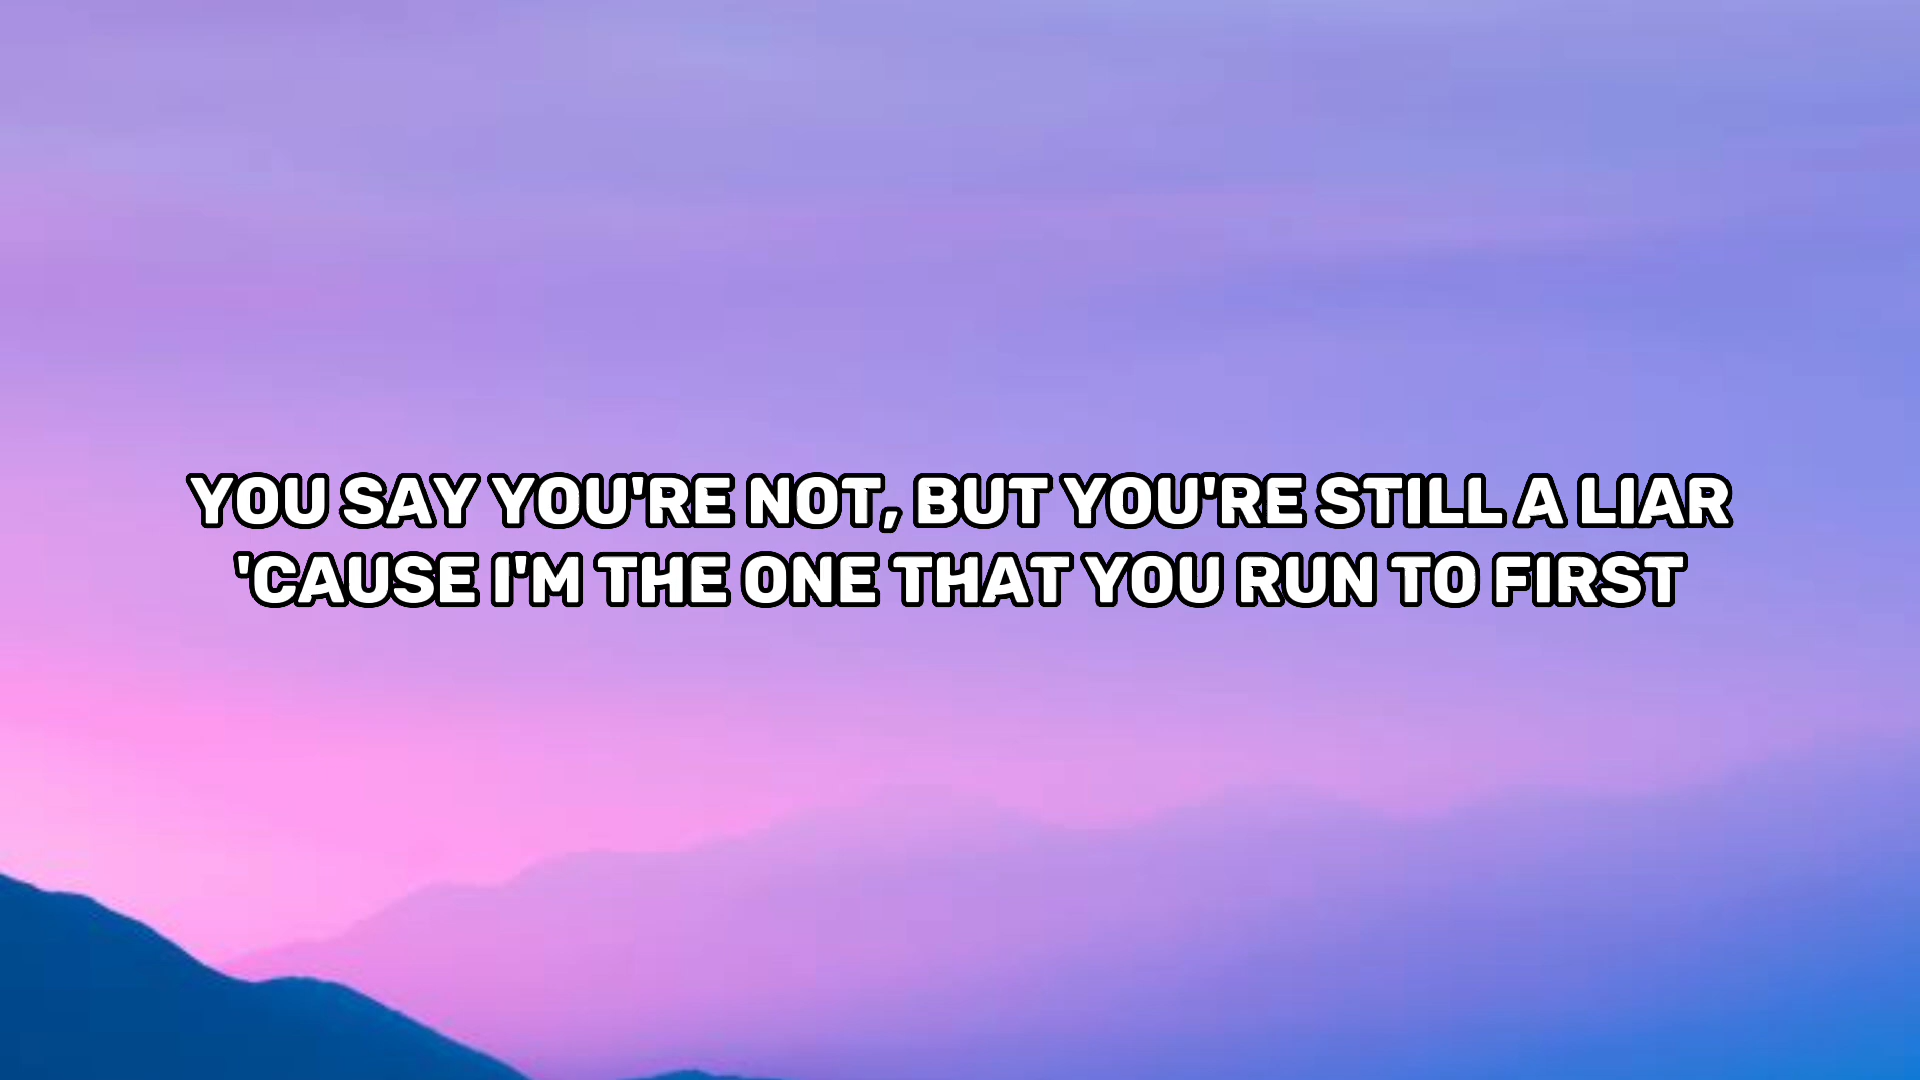 YOU SAY YOU'RE NOT, BUT YOU'RE STILL A LIAR
'CAUSE I'M THE ONE THAT YOU RUN TO FIRST